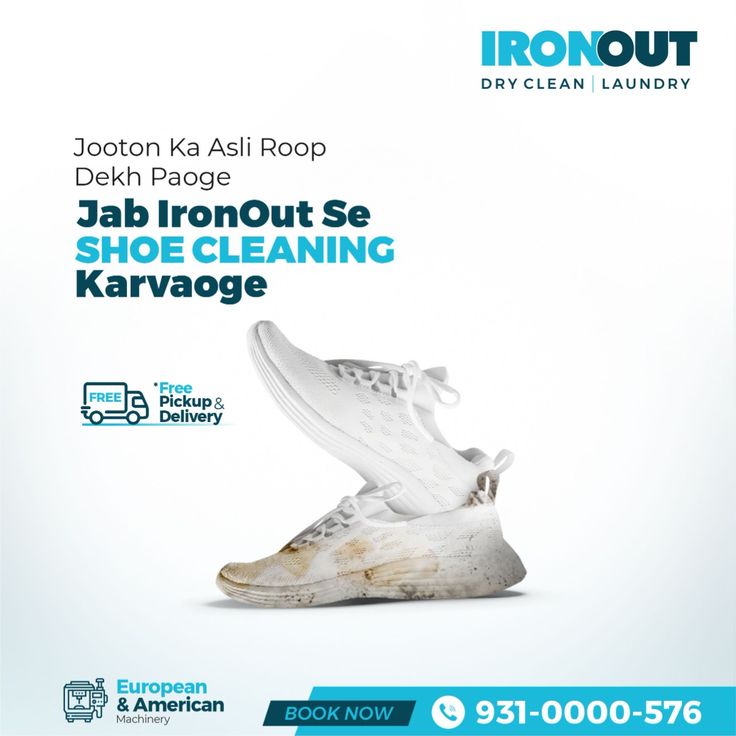 IRONOUT
DRY CLEAN | LAUNDRY
Jooton Ka Asli Roop
Dekh Paoge
Jab IronOut Se
SHOE CLEANING
Karvaoge
FREE
*Free
Pickup &
Delivery
European
& American
Machinery
BOOK NOW
931-0000-576